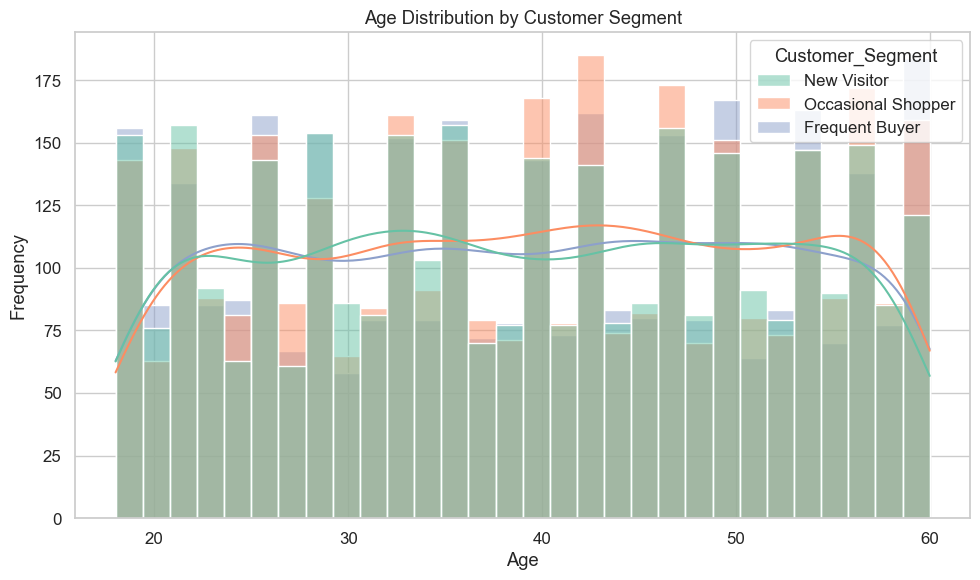 Age Distribution by Customer Segment
Customer_Segment
New Visitor
Occasional Shopper
Frequent Buyer
175
150
125
100
75
50
25
0
Frequency
20 30 40 50 60
Age